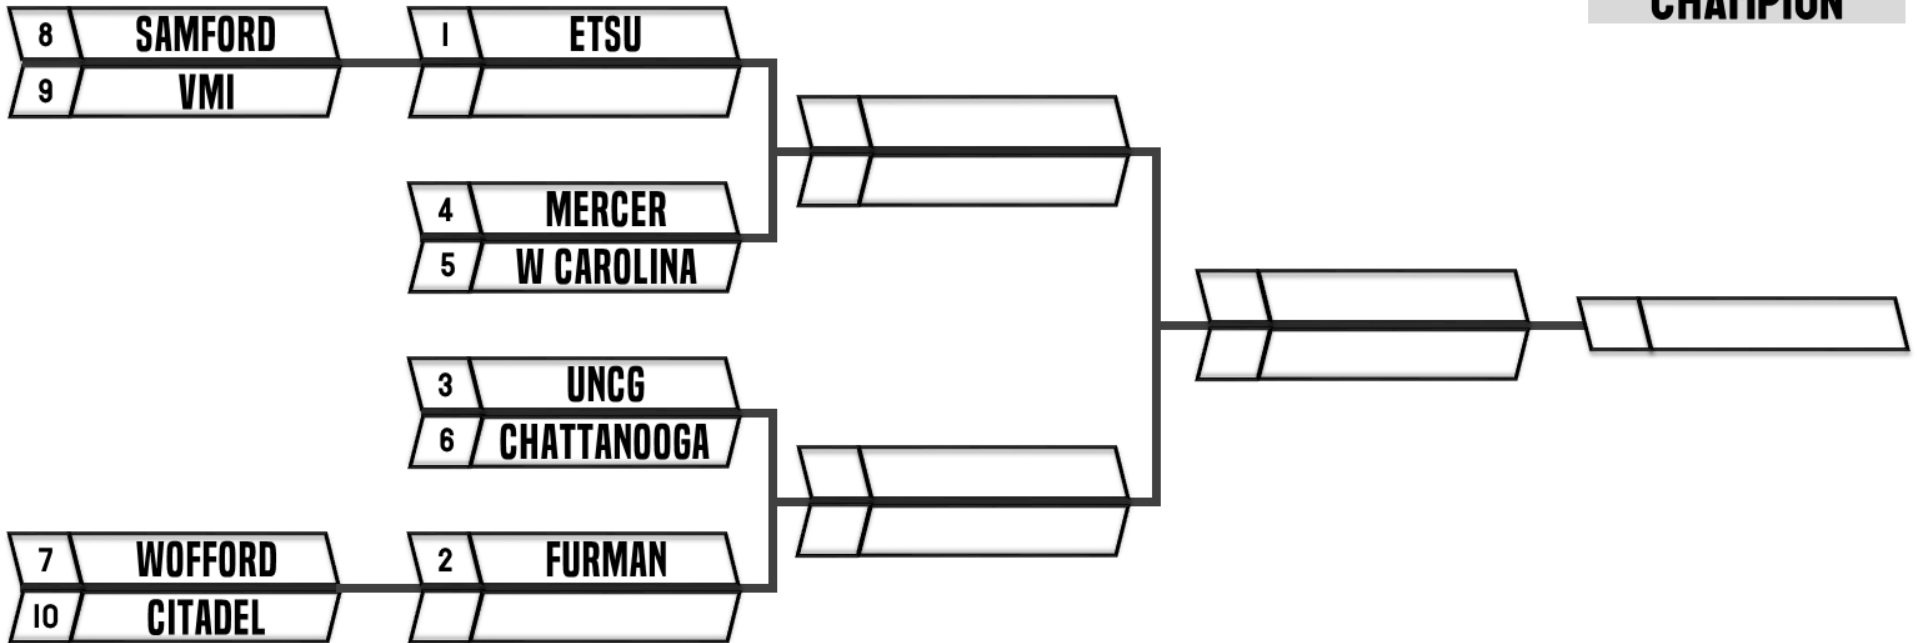 CHAMPION
8 SAMFORD
9 VMI
1 ETSU
4 MERCER
5 W CAROLINA
3 UNCG
6 CHATTANOOGA
7 WOFFORD
10 CITADEL
2 FURMAN